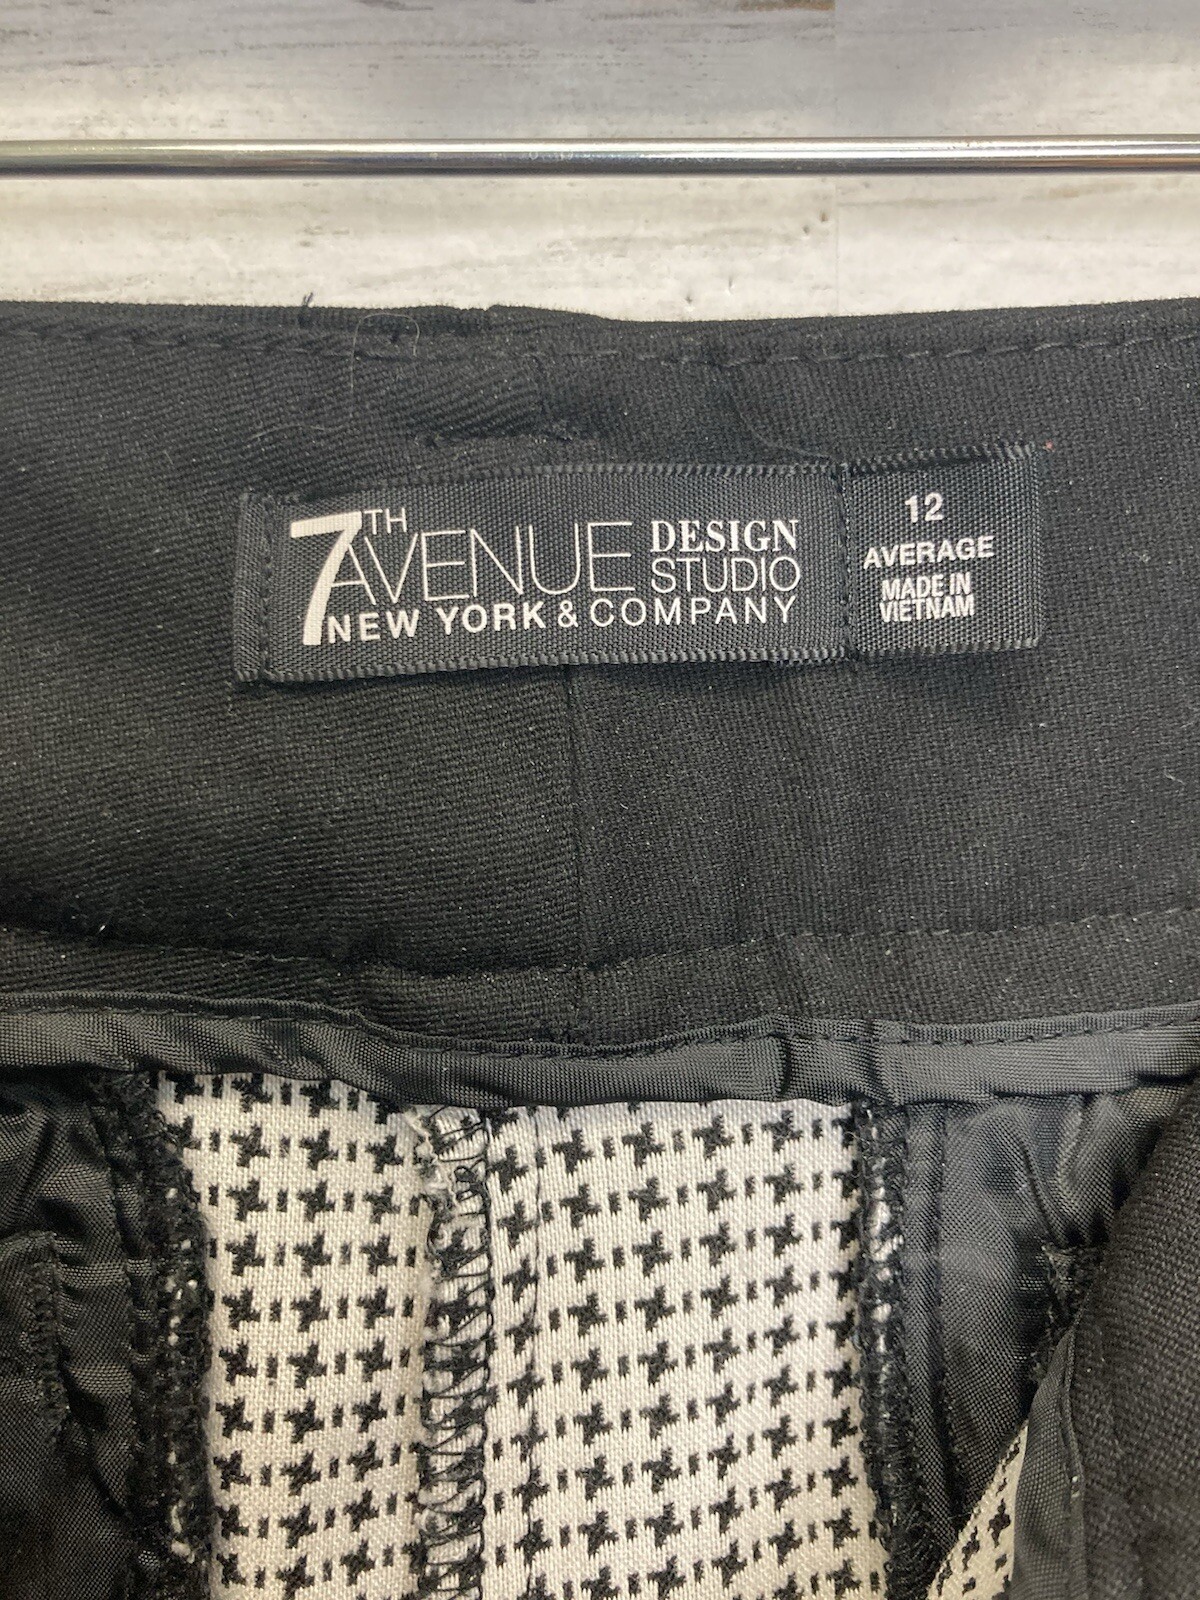 7TH AVENUE DESIGN STUDIO
NEW YORK & COMPANY
12
AVERAGE
MADE IN
VIETNAM